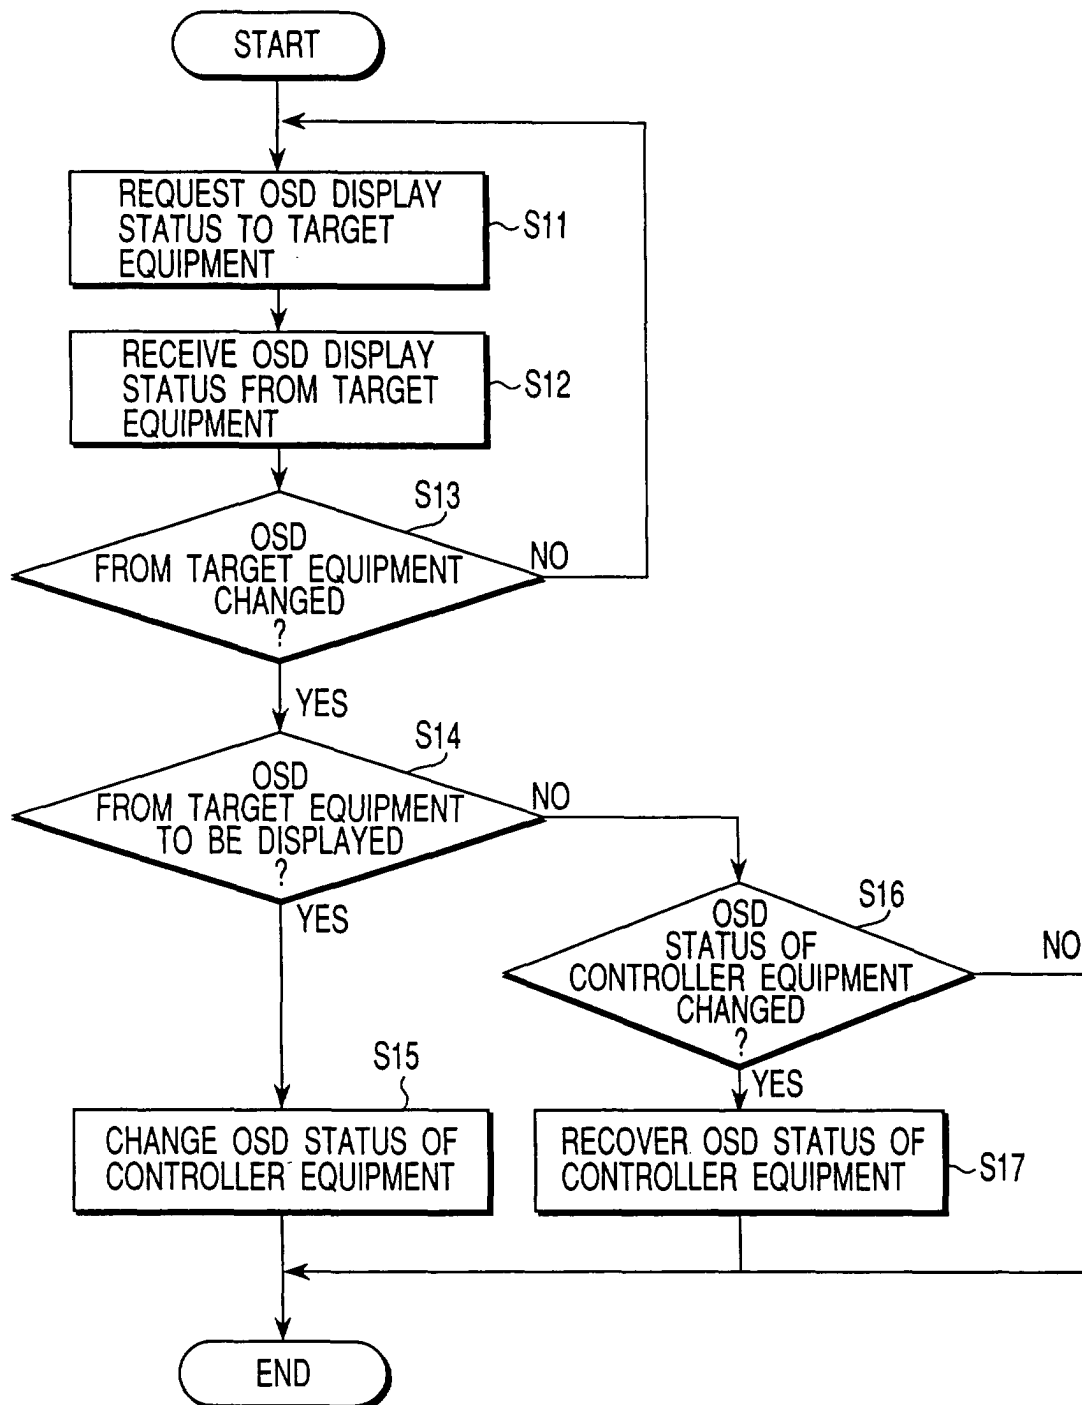 START
REQUEST OSD DISPLAY
STATUS TO TARGET
EQUIPMENT
S11
RECEIVE OSD DISPLAY
STATUS FROM TARGET
EQUIPMENT
S12
S13
OSD
FROM TARGET EQUIPMENT
CHANGED
?
NO
YES
S14
OSD
FROM TARGET EQUIPMENT
TO BE DISPLAYED
?
NO
YES
S16
OSD
STATUS OF
CONTROLLER EQUIPMENT
CHANGED
?
NO
YES
S15
CHANGE OSD STATUS OF
CONTROLLER EQUIPMENT
RECOVER OSD STATUS OF
CONTROLLER EQUIPMENT
S17
END